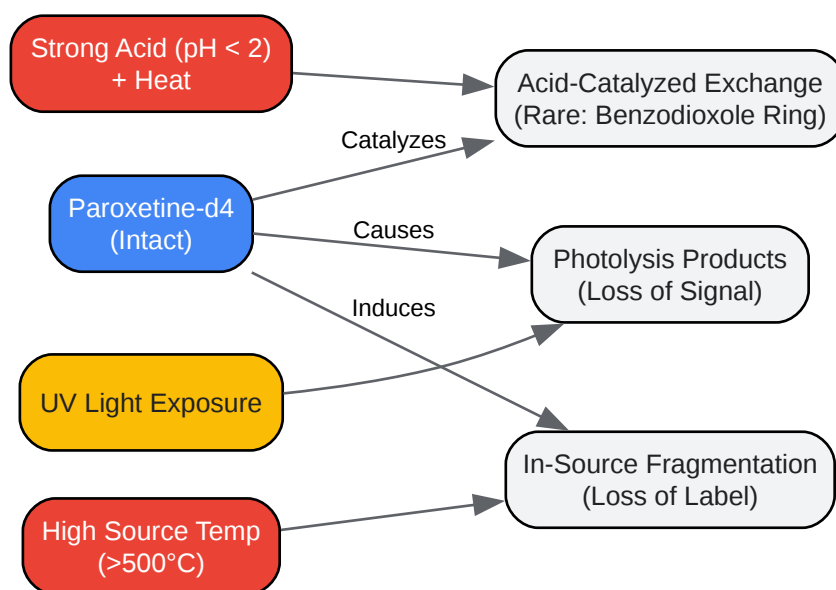 Strong Acid (pH < 2)
+ Heat
Acid-Catalyzed Exchange
(Rare: Benzodioxole Ring)
Catalyzes
Paroxetine-d4
(Intact)
Causes
Photolysis Products
(Loss of Signal)
Induces
UV Light Exposure
In-Source Fragmentation
(Loss of Label)
High Source Temp
(>500°C)